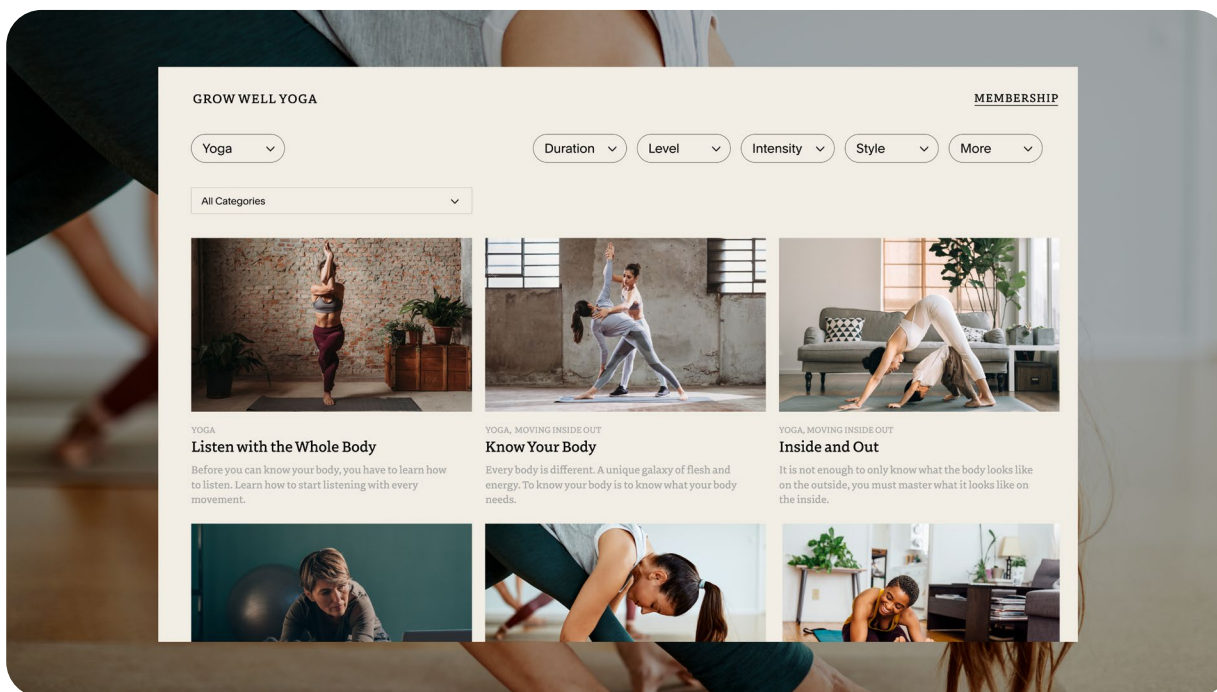 GROW WELL YOGA
MEMBERSHIP
Yoga
Duration
Level
Intensity
Style
More
All Categories
YOGA
Listen with the Whole Body
Before you can know your body, you have to learn how
to listen. Learn how to start listening with every
movement.
YOGA, MOVING INSIDE OUT
Know Your Body
Every body is different. A unique galaxy of flesh and
energy. To know your body is to know what your body
needs.
YOGA, MOVING INSIDE OUT
Inside and Out
It is not enough to only know what the body looks like
on the outside, you must master what it looks like on
the inside.